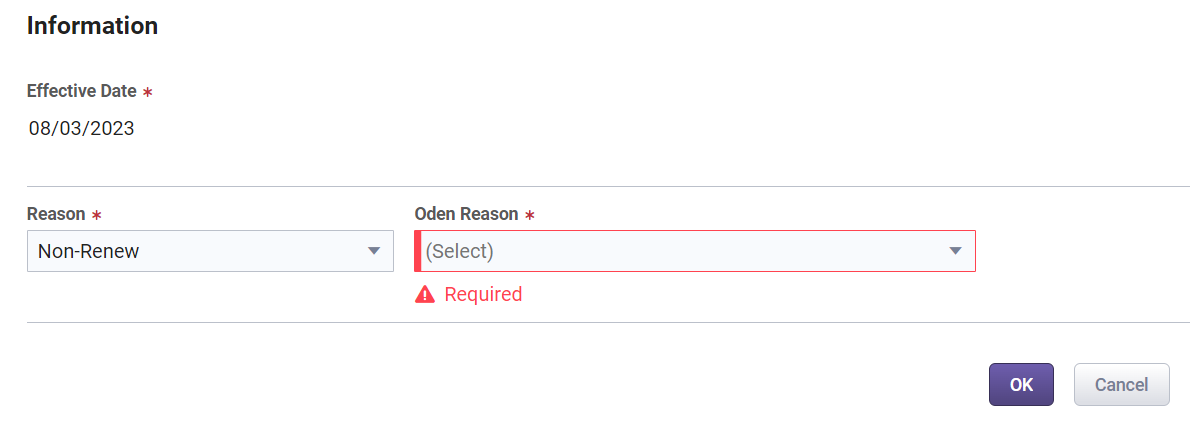 Information
Effective Date *
08/03/2023
Reason * Oden Reason *
Non-Renew (Select)
Required
OK Cancel